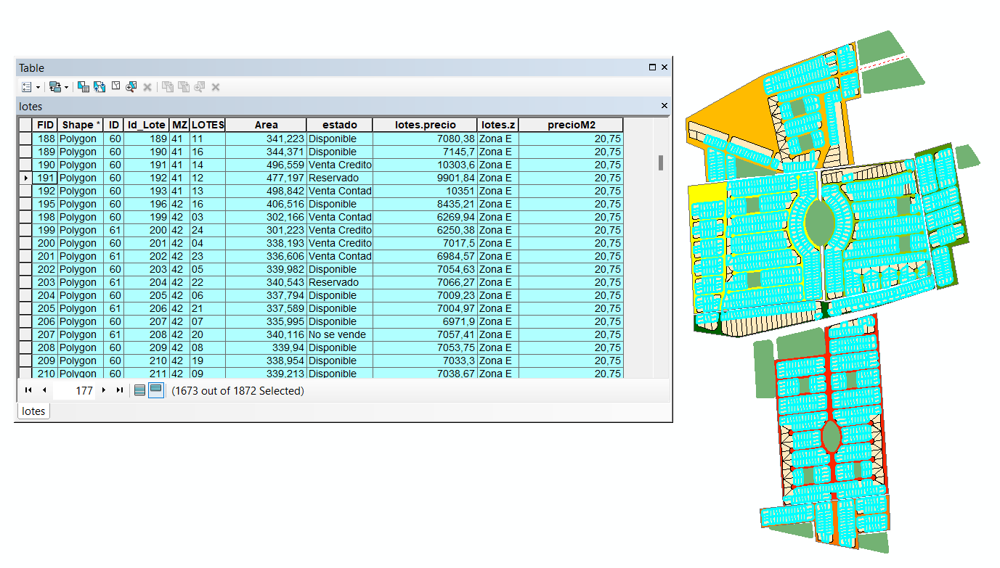 Table
lotes
FID Shape * ID Id_Lote MZ LOTES Area estado lotes.precio lotes.z precioM2
188 Polygon 60 189 41 11 341,223 Disponible 7080,38 Zona E 20,75
189 Polygon 60 190 41 16 344,371 Disponible 7145,7 Zona E 20,75
190 Polygon 60 191 41 14 496,559 Venta Credito 10303,6 Zona E 20,75
191 Polygon 60 192 41 12 477,197 Reservado 9901,84 Zona E 20,75
192 Polygon 60 193 41 13 498,842 Venta Contad 10351 Zona E 20,75
195 Polygon 60 196 42 16 406,516 Disponible 8435,21 Zona E 20,75
198 Polygon 60 199 42 03 302,166 Venta Contad 6269,94 Zona E 20,75
199 Polygon 61 200 42 24 301,223 Venta Credito 6250,38 Zona E 20,75
200 Polygon 60 201 42 04 338,193 Venta Credito 7017,5 Zona E 20,75
201 Polygon 61 202 42 23 336,606 Venta Contad 6984,57 Zona E 20,75
202 Polygon 60 203 42 05 339,982 Disponible 7054,63 Zona E 20,75
203 Polygon 61 204 42 22 340,543 Reservado 7066,27 Zona E 20,75
204 Polygon 60 205 42 06 337,794 Disponible 7009,23 Zona E 20,75
205 Polygon 61 206 42 21 337,589 Disponible 7004,97 Zona E 20,75
206 Polygon 60 207 42 07 335,995 Disponible 6971,9 Zona E 20,75
207 Polygon 61 208 42 20 340,116 No se vende 7057,41 Zona E 20,75
208 Polygon 60 209 42 08 339,94 Disponible 7053,75 Zona E 20,75
209 Polygon 60 210 42 19 338,954 Disponible 7033,3 Zona E 20,75
210 Polygon 60 211 42 09 339,213 Disponible 7038,67 Zona E 20,75
177 (1673 out of 1872 Selected)
lotes